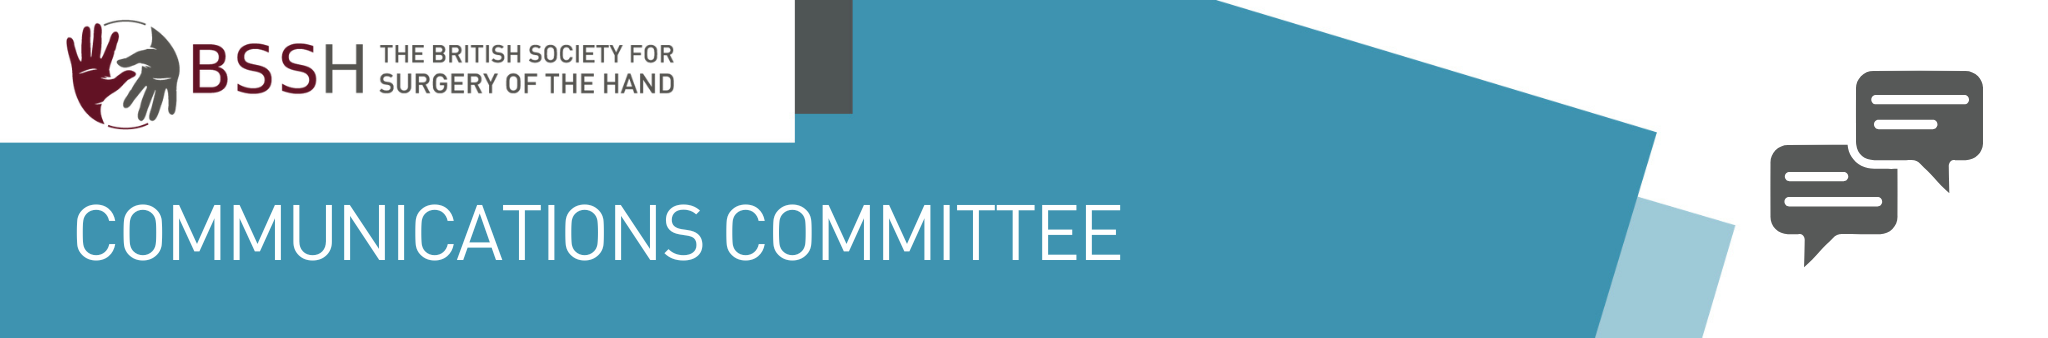 BSSH
THE BRITISH SOCIETY FOR
SURGERY OF THE HAND
COMMUNICATIONS COMMITTEE